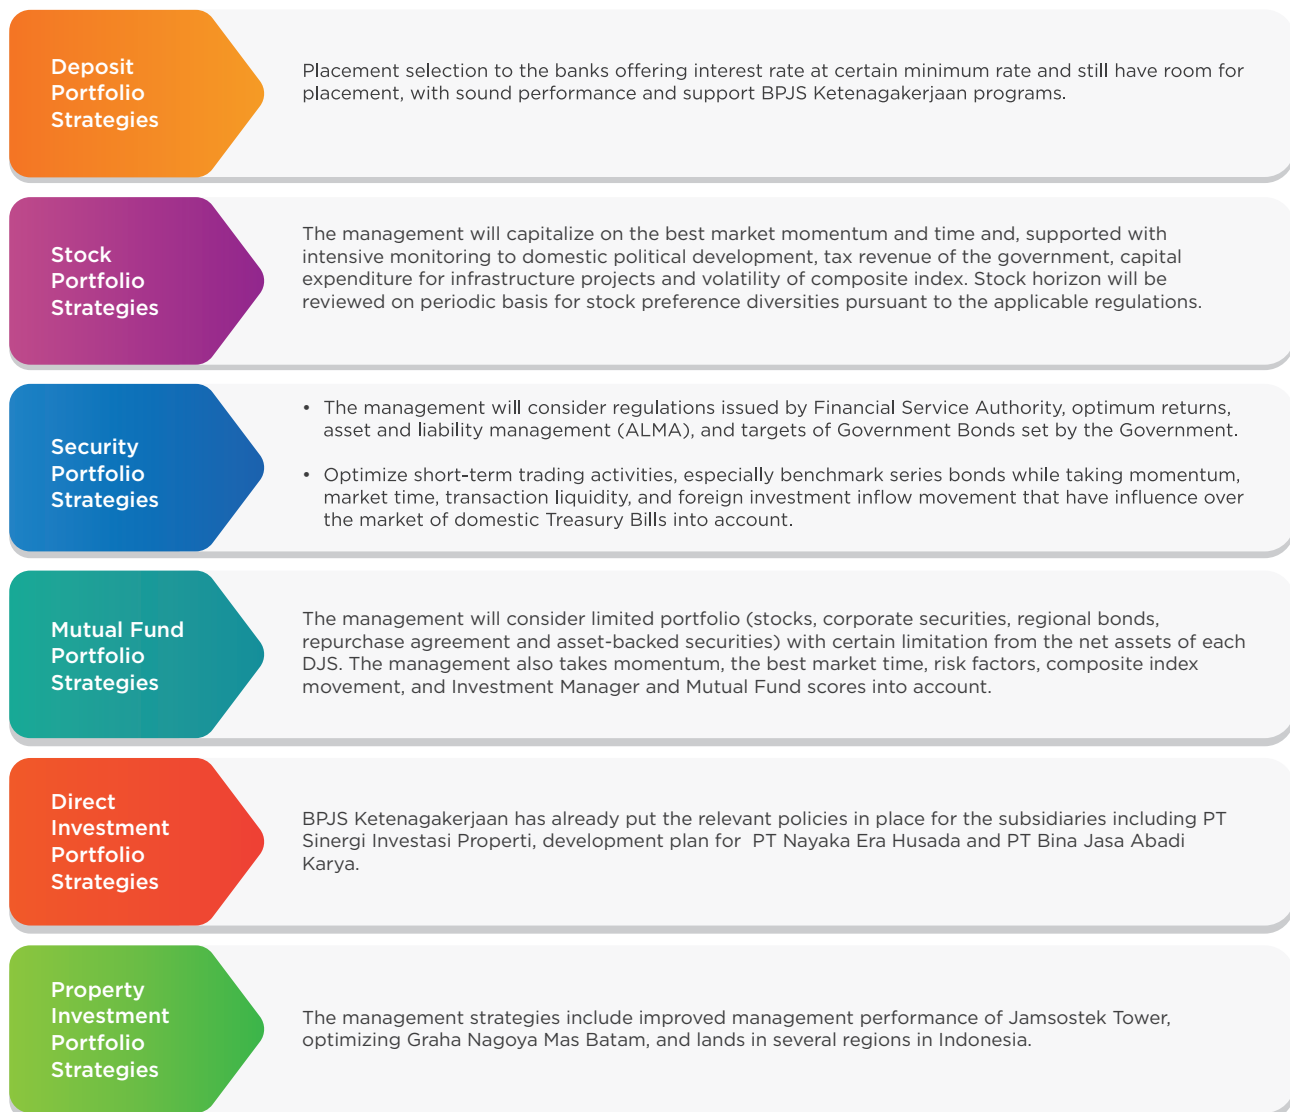 Deposit
Portfolio
Strategies
Placement selection to the banks offering interest rate at certain minimum rate and still have room for
placement, with sound performance and support BPJS Ketenagakerjaan programs.
Stock
Portfolio
Strategies
The management will capitalize on the best market momentum and time and, supported with
intensive monitoring to domestic political development, tax revenue of the government, capital
expenditure for infrastructure projects and volatility of composite index. Stock horizon will be
reviewed on periodic basis for stock preference diversities pursuant to the applicable regulations.
Security
Portfolio
Strategies
• The management will consider regulations issued by Financial Service Authority, optimum returns,
asset and liability management (ALMA), and targets of Government Bonds set by the Government.
• Optimize short-term trading activities, especially benchmark series bonds while taking momentum,
market time, transaction liquidity, and foreign investment inflow movement that have influence over
the market of domestic Treasury Bills into account.
Mutual Fund
Portfolio
Strategies
The management will consider limited portfolio (stocks, corporate securities, regional bonds,
repurchase agreement and asset-backed securities) with certain limitation from the net assets of each
DJS. The management also takes momentum, the best market time, risk factors, composite index
movement, and Investment Manager and Mutual Fund scores into account.
Direct
Investment
Portfolio
Strategies
BPJS Ketenagakerjaan has already put the relevant policies in place for the subsidiaries including PT
Sinergi Investasi Properti, development plan for PT Nayaka Era Husada and PT Bina Jasa Abadi
Karya.
Property
Investment
Portfolio
Strategies
The management strategies include improved management performance of Jamsostek Tower,
optimizing Graha Nagoya Mas Batam, and lands in several regions in Indonesia.